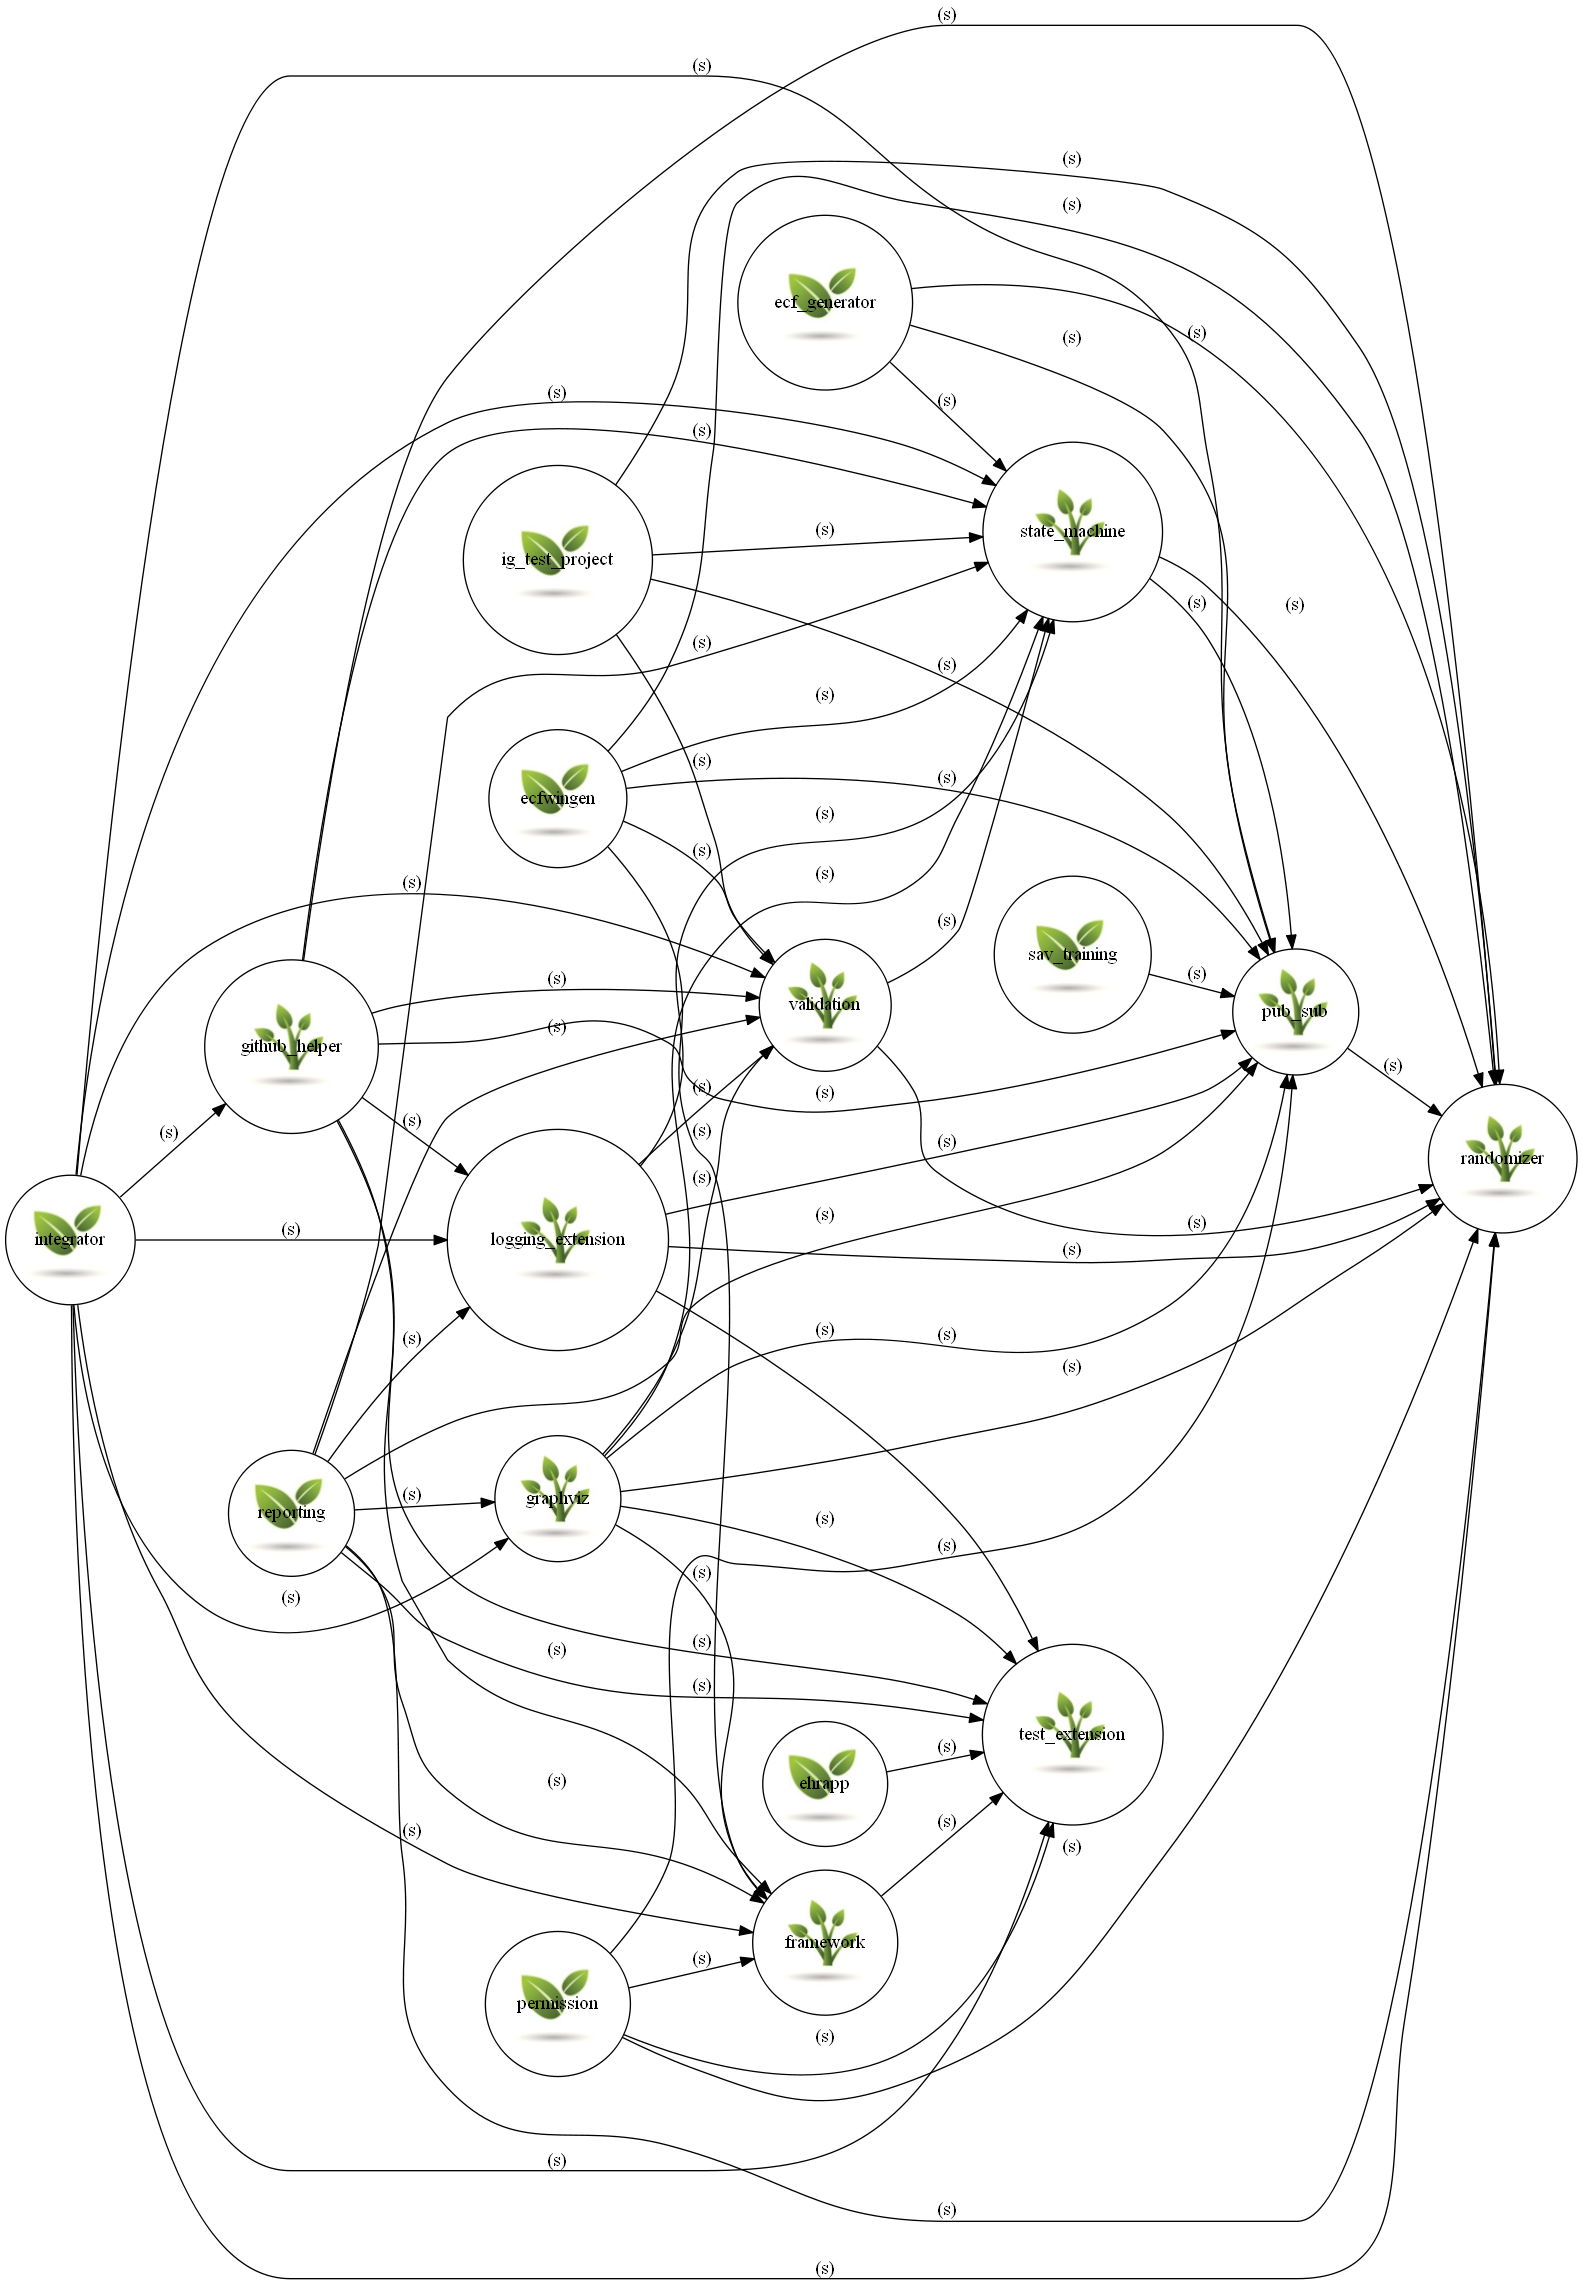 (s)
(s)
(s)
(s)
ecf_generator
(s)
(s)
(s)
(s)
(s)
(s)
state_machine
ig_test_project
(s)
(s)
(s)
(s)
(s)
(s)
(s)
ecfwingen
(s)
(s)
(s)
(s)
(s)
sav_training
(s)
(s)
validation
pub_sub
(s)
github_helper
(s)
(s)
(s)
(s)
(s)
(s)
(s)
randomizer
(s)
(s)
(s)
(s)
integrator
logging_extension
(s)
(s)
(s)
(s)
(s)
(s)
graphviz
reporting
(s)
(s)
(s)
(s)
(s)
(s)
(s)
test_extension
(s)
(s)
ehrapp
(s)
(s)
(s)
framework
(s)
permission
(s)
(s)
(s)
(s)